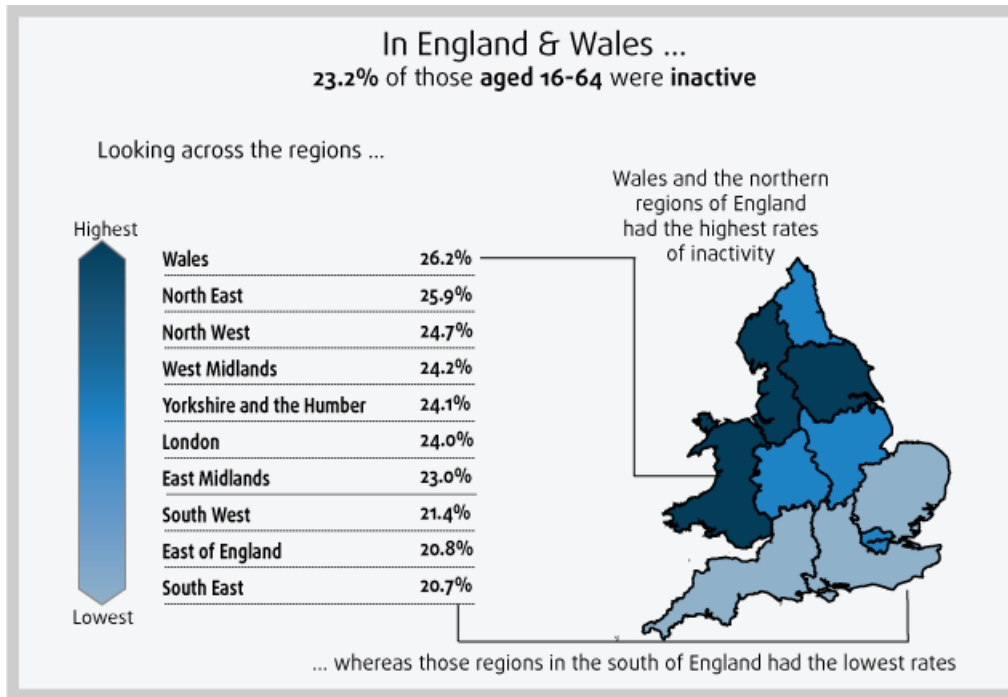 In England & Wales ...
23.2% of those aged 16-64 were inactive
Looking across the regions ...
Wales and the northern
regions of England
had the highest rates
of inactivity
Highest
Wales 26.2%
North East 25.9%
North West 24.7%
West Midlands 24.2%
Yorkshire and the Humber 24.1%
London 24.0%
East Midlands 23.0%
South West 21.4%
East of England 20.8%
South East 20.7%
Lowest
... whereas those regions in the south of England had the lowest rates